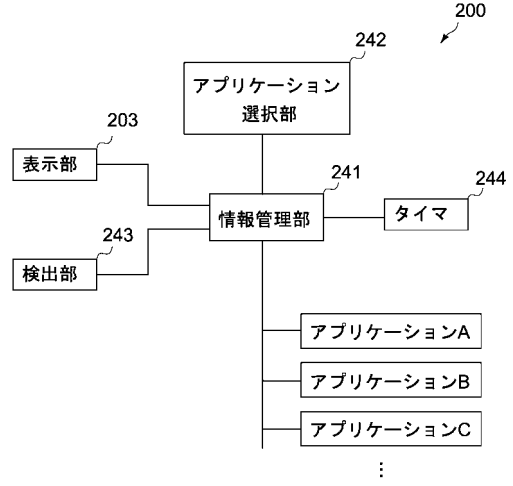 200
242
アプリケーション
選択部
203
表示部
241
情報管理部
244
タイマ
243
検出部
アプリケーションA
アプリケーションB
アプリケーションC
⋮